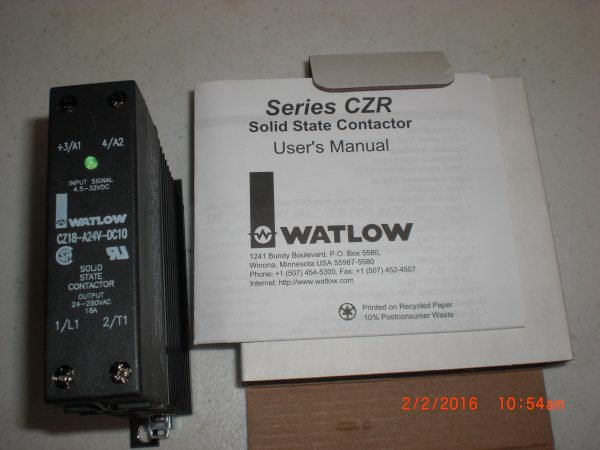 +3/A1 4/A2
INPUT SIGNAL
4.5-32VDC
WATLOW
CZ18-A24V-DC10
SOLID
STATE
CONTACTOR
OUTPUT
24-280VAC
18A
1/L1 2/T1
Series CZR
Solid State Contactor
User's Manual
WATLOW
1241 Bundy Boulevard, P.O. Box 5580,
Winona, Minnesota USA 55987-5580
Phone: +1 (507) 454-5300, Fax: +1 (507) 452-4507
Internet: http://www.watlow.com
Printed on Recycled Paper
10% Postconsumer Waste
2/2/2016 10:54am